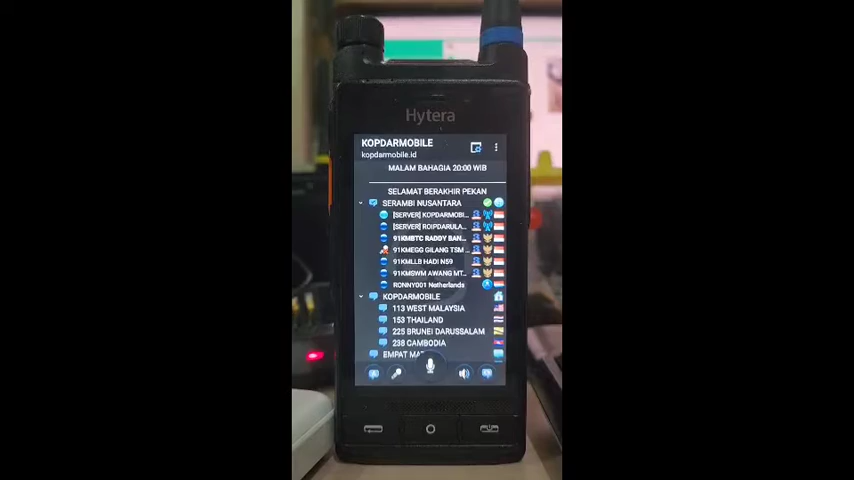 Hytera
KOPDARMOBILE
kopdarmobile.id
MALAM BAHAGIA 20:00 WIB
SELAMAT BERAKHIR PEKAN
SERAMBI NUSANTARA
[SERVER] KOPDARMOBI...
[SERVER] ROIPDARULA...
91KMBTC RADDY BAN...
91KMEGG GILANG TSM...
91KMLLB HADI N59
91KMSWM AWANG MT...
RONNY001 Netherlands
KOPDARMOBILE
113 WEST MALAYSIA
153 THAILAND
225 BRUNEI DARUSSALAM
238 CAMBODIA
EMPAT